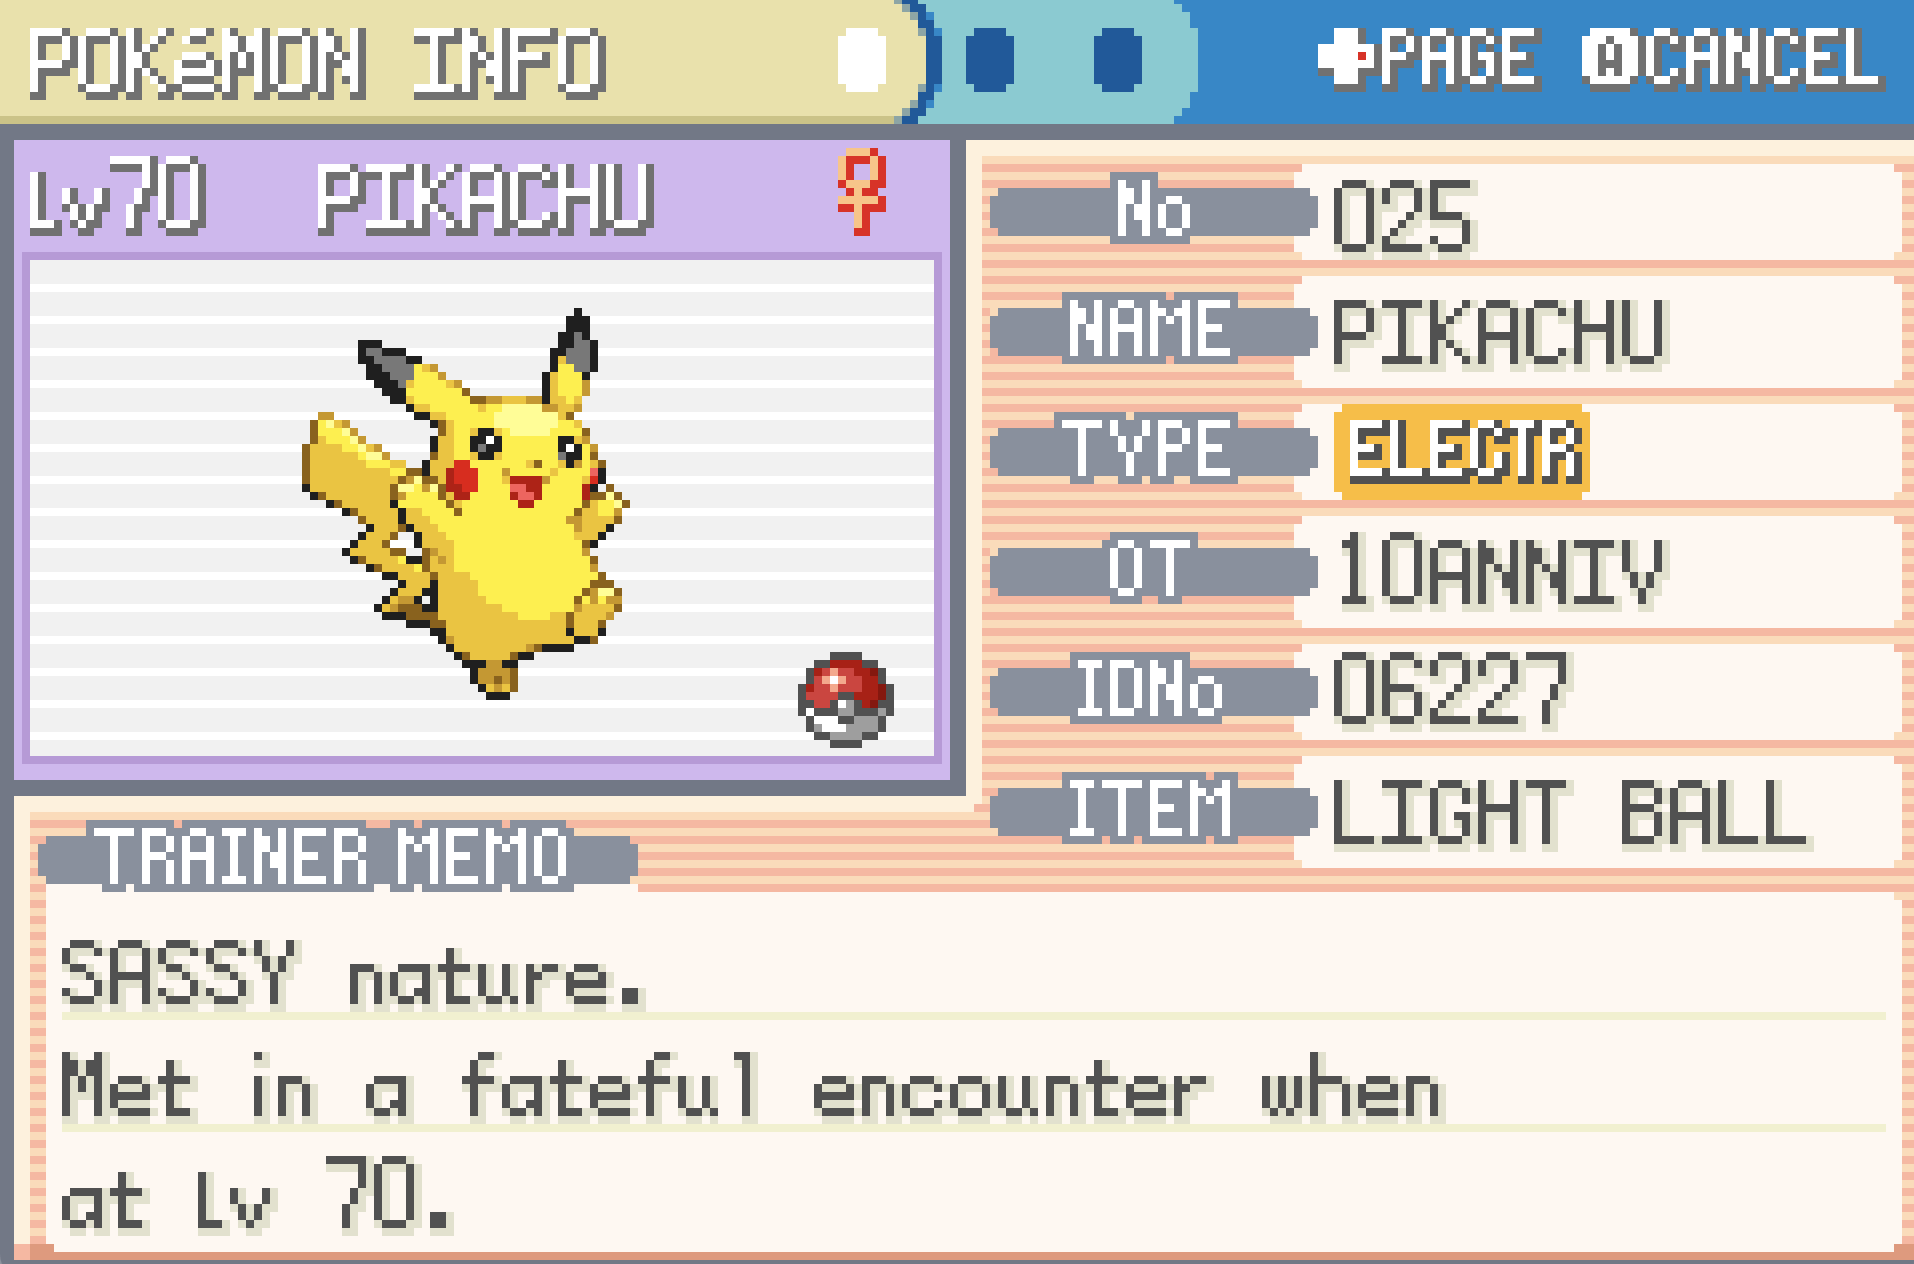 POKéMON INFO
PAGE A CANCEL
Lv70 PIKACHU ♀
No 025
NAME PIKACHU
TYPE ELECTR
OT 10ANNIV
IDNo 06227
ITEM LIGHT BALL
TRAINER MEMO
SASSY nature.
Met in a fateful encounter when
at Lv 70.